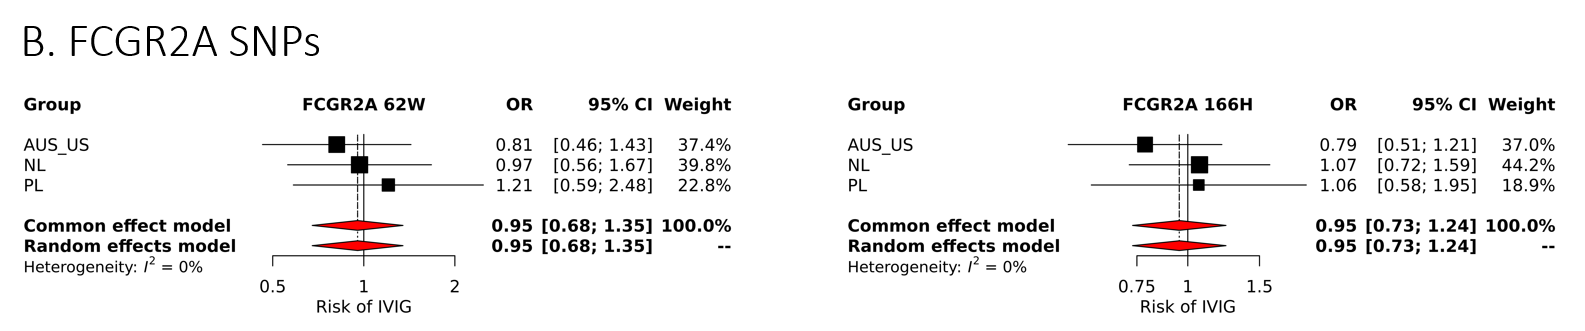 B. FCGR2A SNPs
Group FCGR2A 62W OR 95% CI Weight
AUS_US 0.81 [0.46; 1.43] 37.4%
NL 0.97 [0.56; 1.67] 39.8%
PL 1.21 [0.59; 2.48] 22.8%
Common effect model 0.95 [0.68; 1.35] 100.0%
Random effects model 0.95 [0.68; 1.35] --
Heterogeneity: I² = 0%
0.5 1 2
Risk of IVIG
Group FCGR2A 166H OR 95% CI Weight
AUS_US 0.79 [0.51; 1.21] 37.0%
NL 1.07 [0.72; 1.59] 44.2%
PL 1.06 [0.58; 1.95] 18.9%
Common effect model 0.95 [0.73; 1.24] 100.0%
Random effects model 0.95 [0.73; 1.24] --
Heterogeneity: I² = 0%
0.75 1 1.5
Risk of IVIG